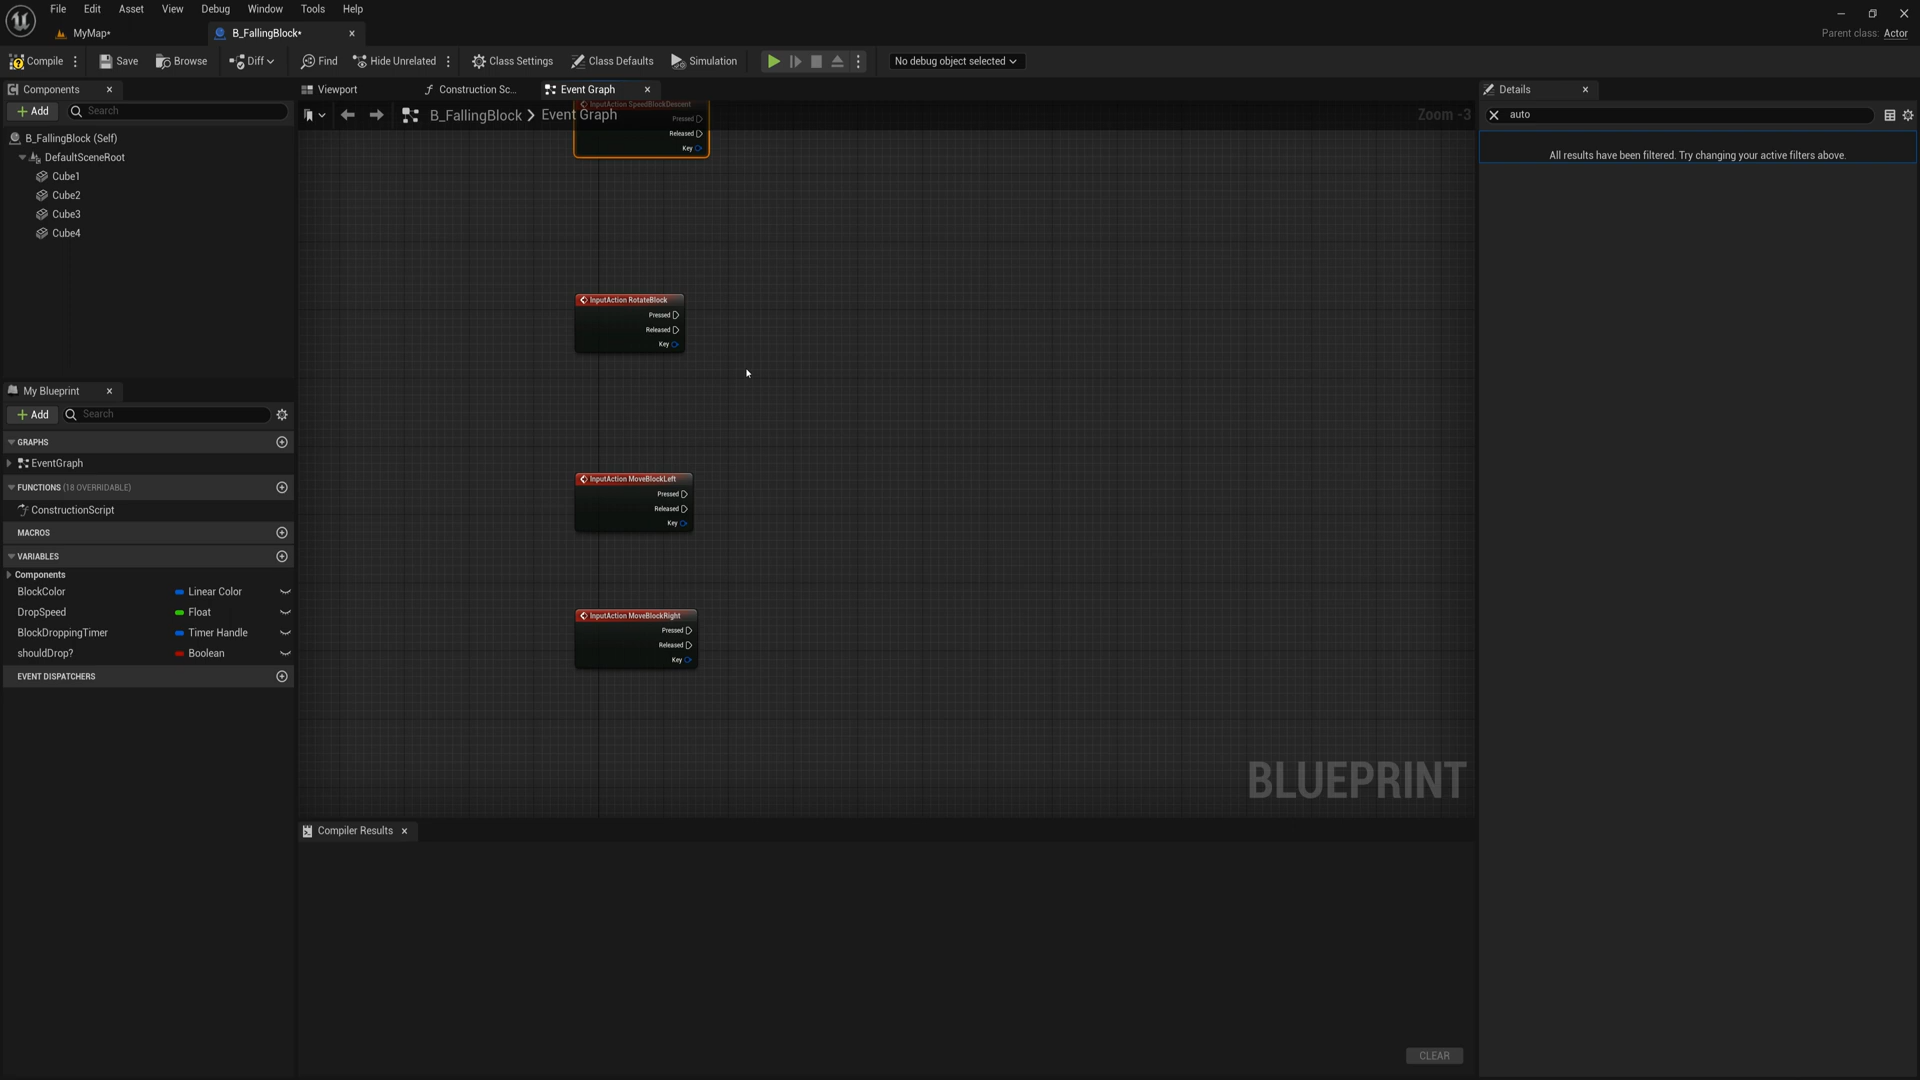 File Edit Asset View Debug Window Tools Help
MyMap*
B_FallingBlock*
Parent class: Actor
Compile Save Browse Diff Find Hide Unrelated Class Settings Class Defaults Simulation No debug object selected
Components
Viewport
Construction Sc...
Event Graph
Details
Add Search
B_FallingBlock > Event Graph
Zoom -3
auto
All results have been filtered. Try changing your active filters above.
B_FallingBlock (Self)
DefaultSceneRoot
Cube1
Cube2
Cube3
Cube4
InputAction SpeedBlockDescent
Pressed
Released
Key
InputAction RotateBlock
Pressed
Released
Key
InputAction MoveBlockLeft
Pressed
Released
Key
InputAction MoveBlockRight
Pressed
Released
Key
BLUEPRINT
My Blueprint
Add Search
GRAPHS
EventGraph
FUNCTIONS (18 OVERRIDABLE)
ConstructionScript
MACROS
VARIABLES
Components
BlockColor Linear Color
DropSpeed Float
BlockDroppingTimer Timer Handle
shouldDrop? Boolean
EVENT DISPATCHERS
Compiler Results
CLEAR